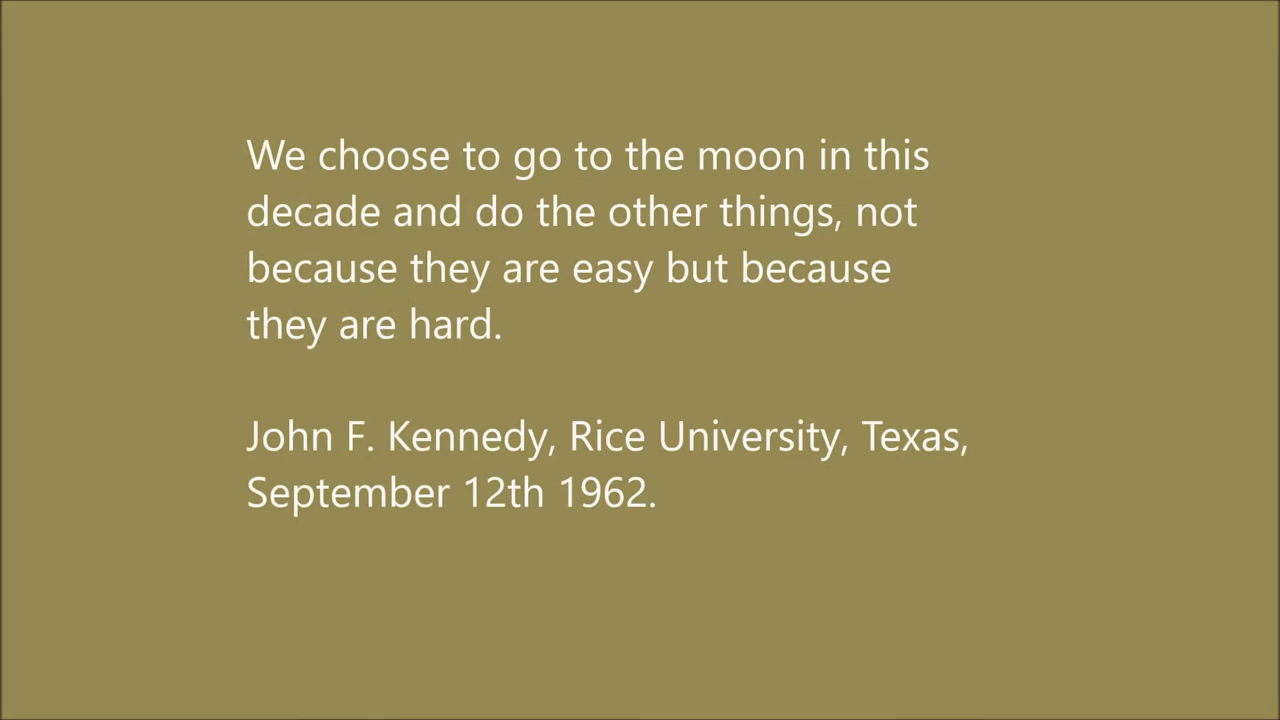 We choose to go to the moon in this
decade and do the other things, not
because they are easy but because
they are hard.
John F. Kennedy, Rice University, Texas,
September 12th 1962.